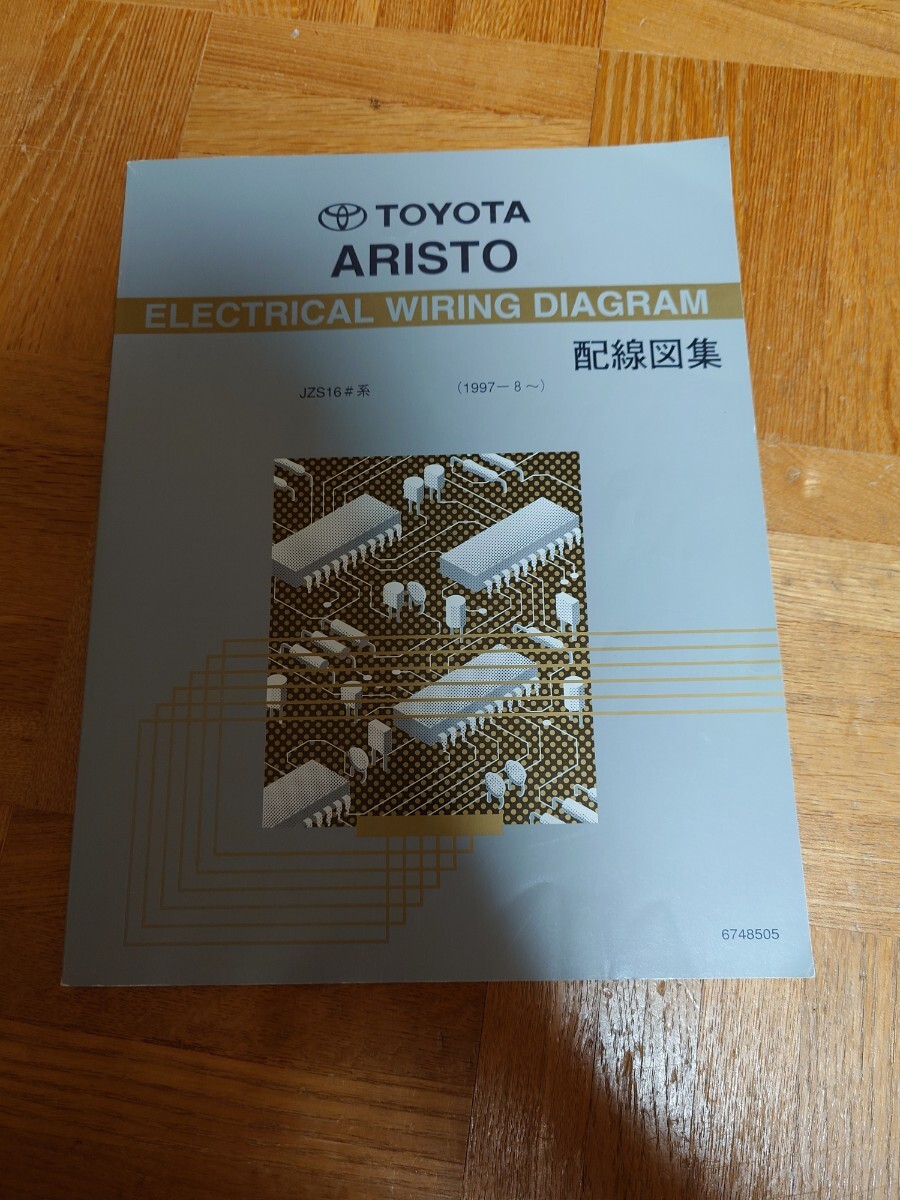 TOYOTA
ARISTO
ELECTRICAL WIRING DIAGRAM
配線図集
JZS16#系 (1997-8~)
6748505